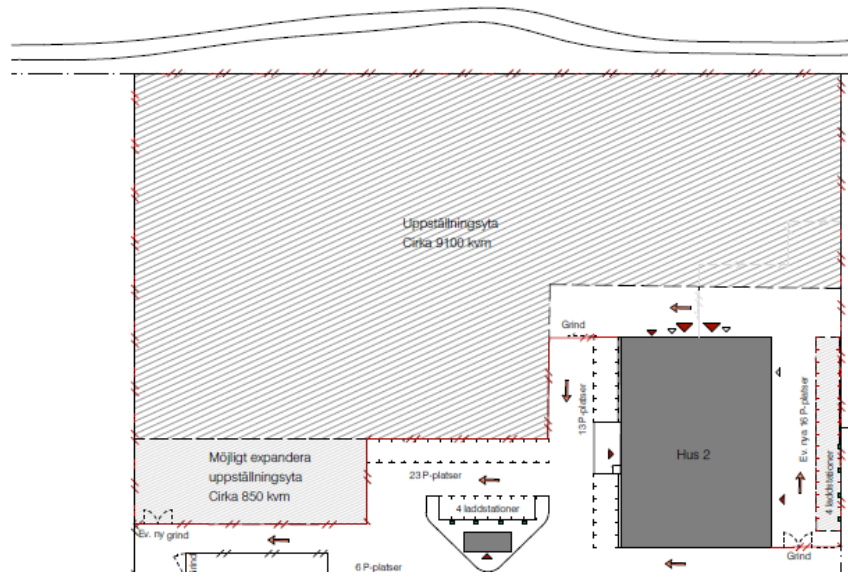 Uppställningsyta
Cirka 9100 kvm
Grind
13 P-platser
Ev. nya 16 P-platser
Hus 2
4 laddstationer
Möjligt expandera
uppställningsyta
Cirka 850 kvm
23 P-platser
4 laddstationer
Ev. ny grind
Grind
6 P-platser
Grind